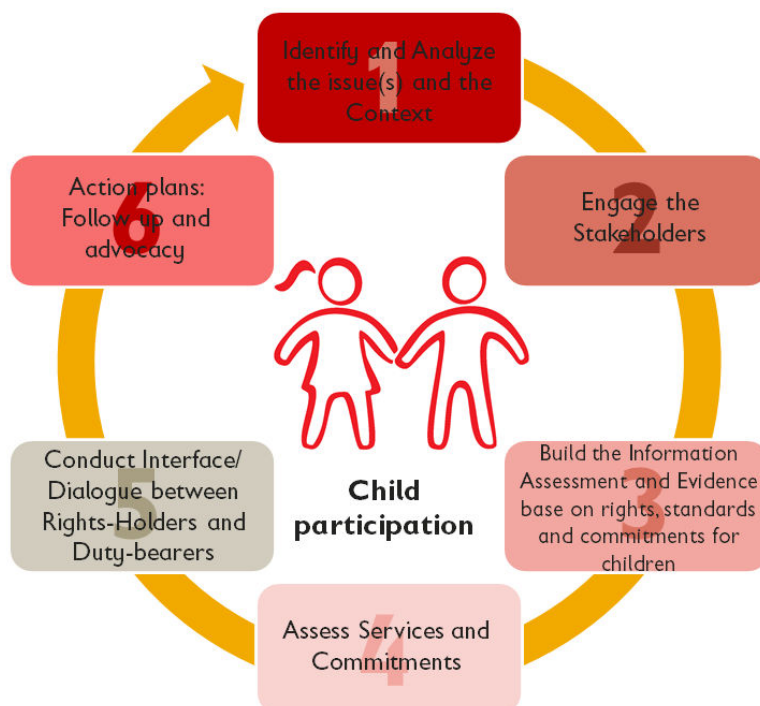 1
Identify and Analyze
the issue(s) and the
Context
2
Engage the
Stakeholders
3
Build the Information
Assessment and Evidence
base on rights, standards
and commitments for
children
4
Assess Services and
Commitments
5
Conduct Interface/
Dialogue between
Rights-Holders and
Duty-bearers
6
Action plans:
Follow up and
advocacy
Child
participation